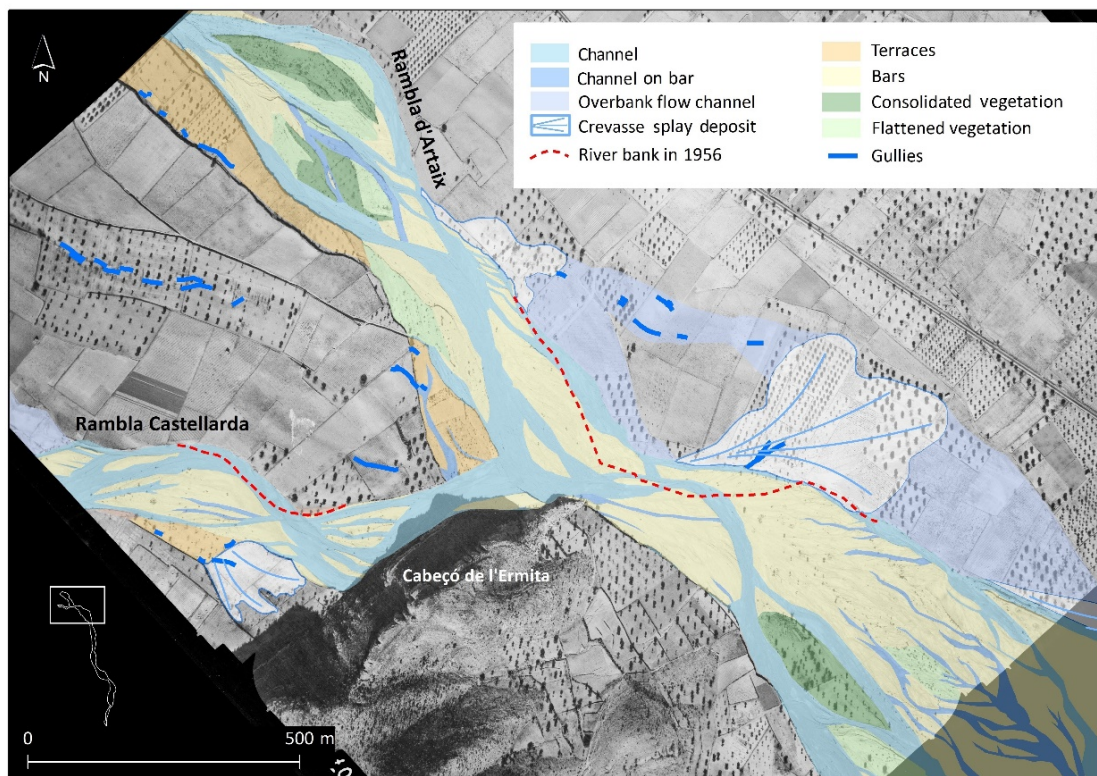 Channel
Channel on bar
Overbank flow channel
Crevasse splay deposit
River bank in 1956
Terraces
Bars
Consolidated vegetation
Flattened vegetation
Gullies
N
Rambla d'Artaix
Rambla Castellarda
Cabeçó de l'Ermita
0
500 m